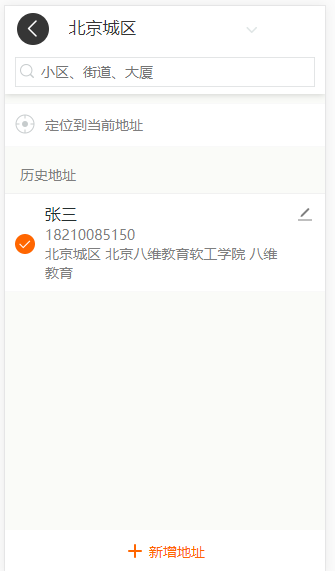 北京城区
小区、街道、大厦
定位到当前地址
历史地址
张三
18210085150
北京城区 北京八维教育软工学院 八维
教育
新增地址